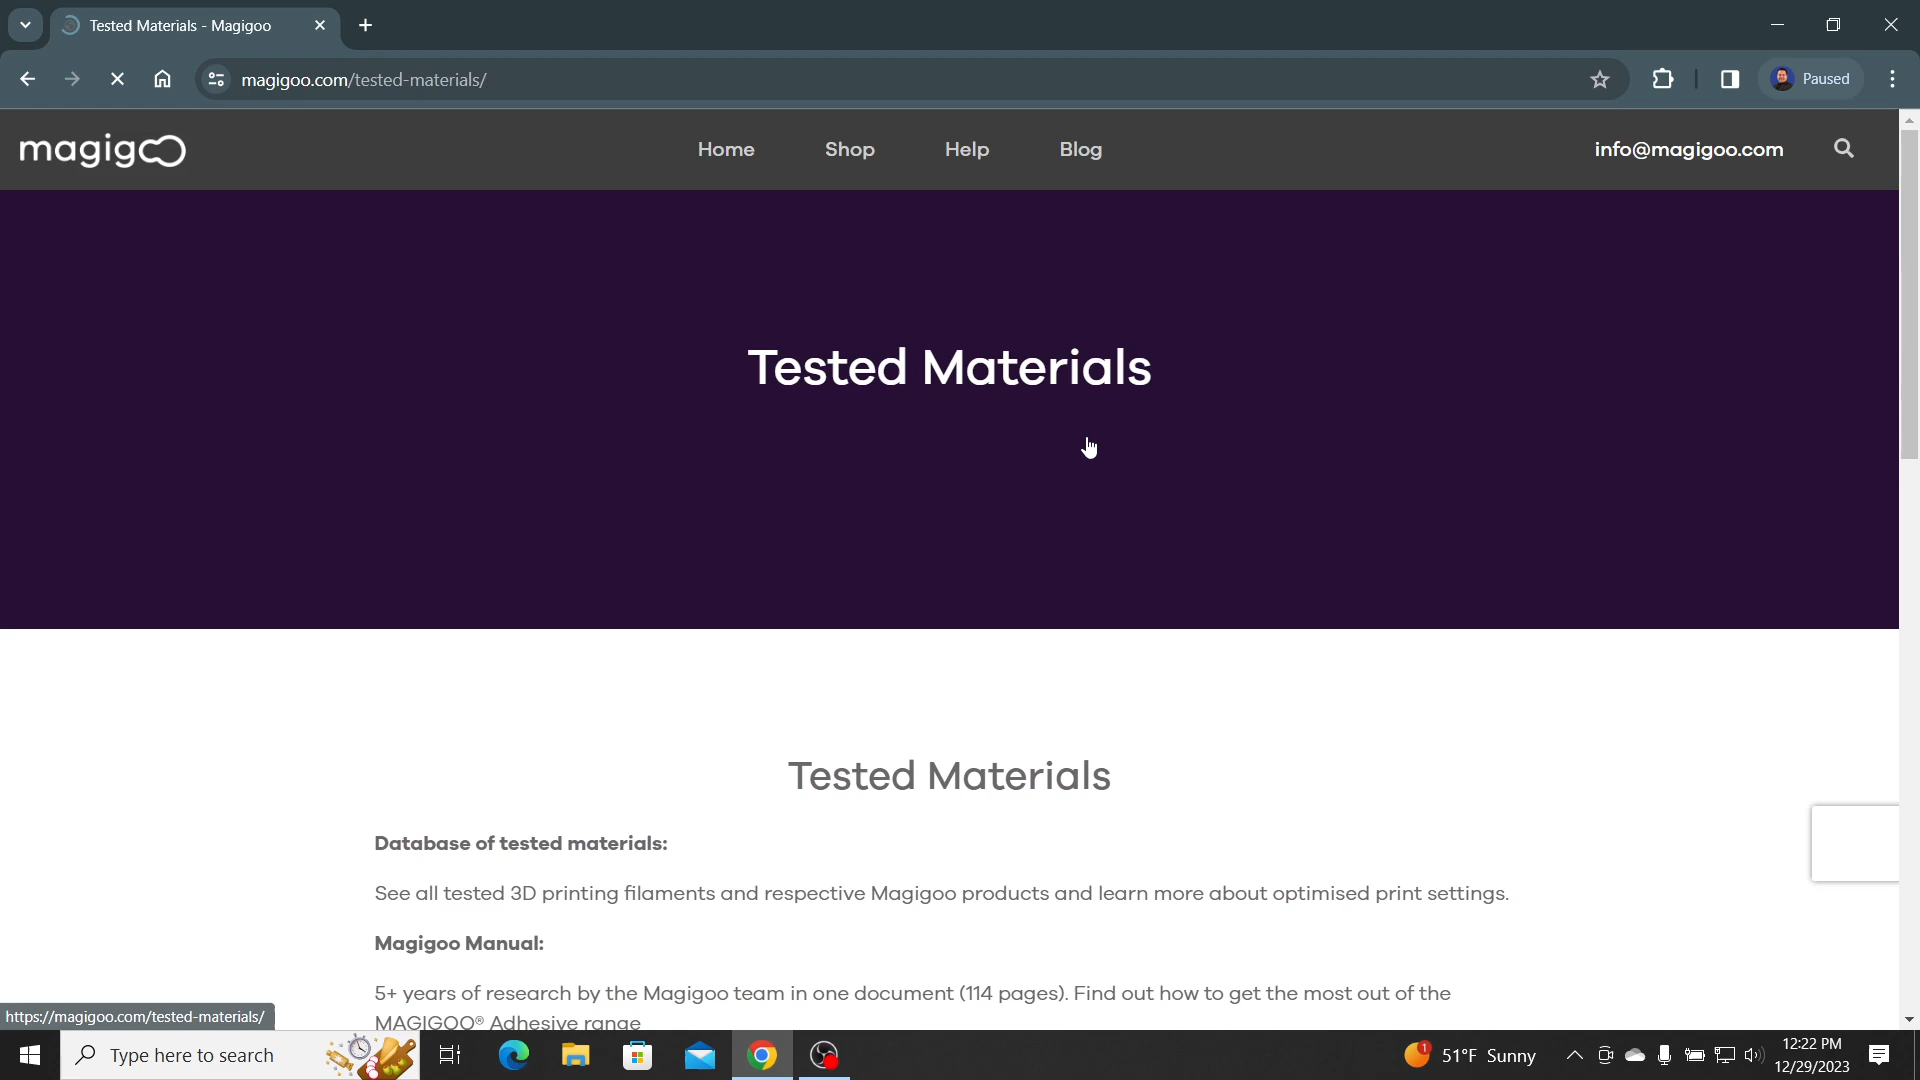 Tested Materials - Magigoo
magigoo.com/tested-materials/
Paused
magigoo
Home
Shop
Help
Blog
info@magigoo.com
Tested Materials
Tested Materials
Database of tested materials:
See all tested 3D printing filaments and respective Magigoo products and learn more about optimised print settings.
Magigoo Manual:
5+ years of research by the Magigoo team in one document (114 pages). Find out how to get the most out of the
MAGIGOO® Adhesive range
https://magigoo.com/tested-materials/
Type here to search
1
51°F Sunny
12:22 PM
12/29/2023